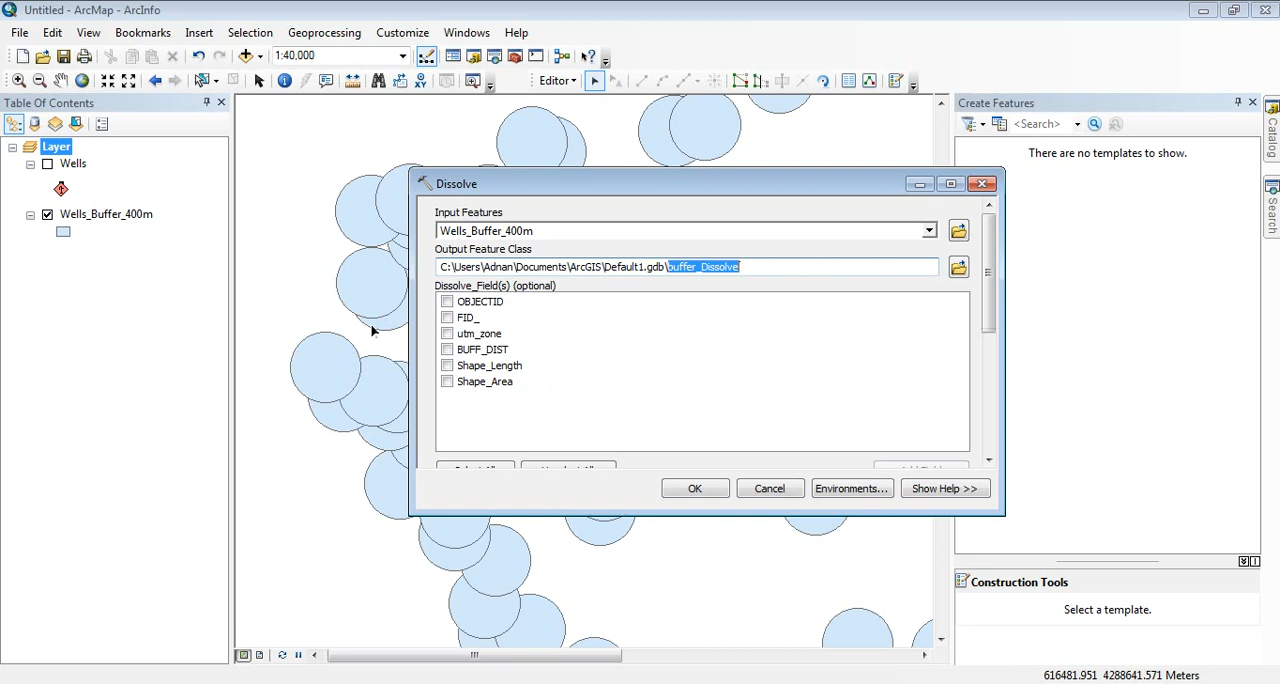 Untitled - ArcMap - ArcInfo
File Edit View Bookmarks Insert Selection Geoprocessing Customize Windows Help
1:40,000
Editor
Table Of Contents
Layer
Wells
Wells_Buffer_400m
Dissolve
Input Features
Wells_Buffer_400m
Output Feature Class
C:\Users\Adnan\Documents\ArcGIS\Default1.gdb\buffer_Dissolve
Dissolve_Field(s) (optional)
OBJECTID
FID_
utm_zone
BUFF_DIST
Shape_Length
Shape_Area
OK Cancel Environments... Show Help >>
Create Features
<Search>
There are no templates to show.
Construction Tools
Select a template.
Catalog
Search
616481.951 4288641.571 Meters